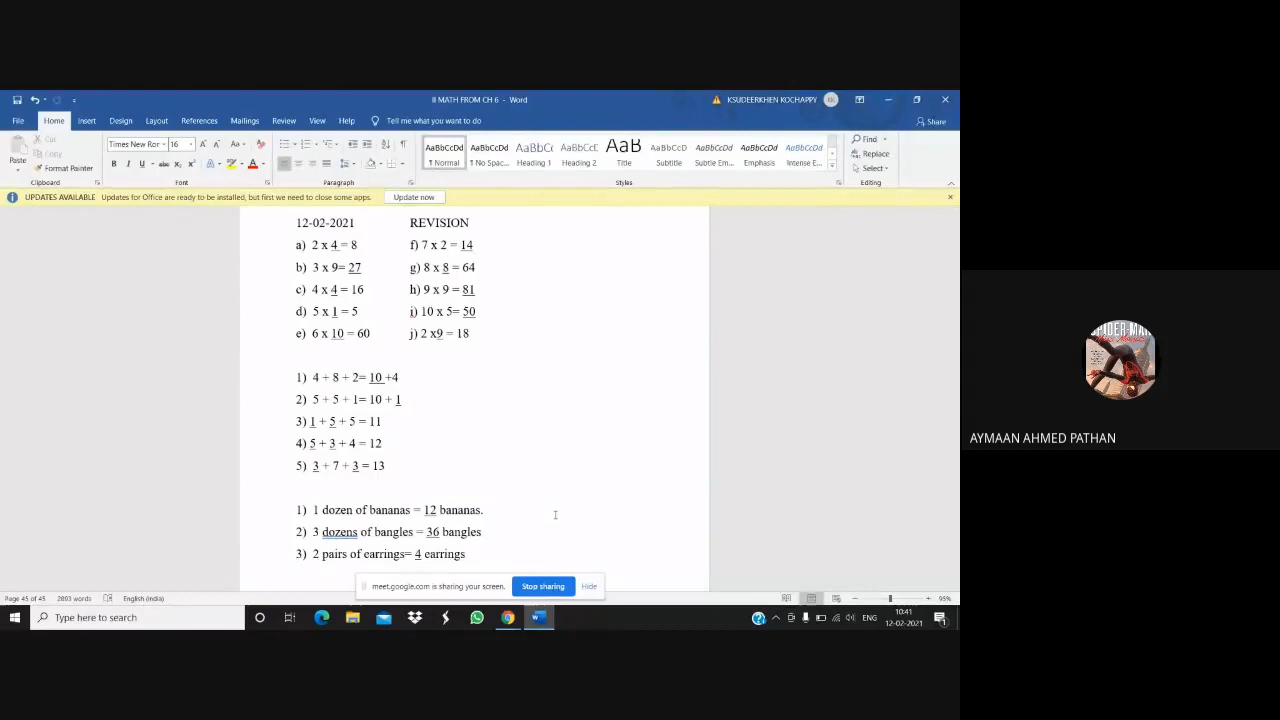 II MATH FROM CH 6 - Word
KSUDEERKHEN KOCHAPPY
KK
File Home Insert Design Layout References Mailings Review View Help Tell me what you want to do
Share
Paste
Cut
Copy
Format Painter
Clipboard
Times New Ror 16
Font
Paragraph
AaBbCcDd AaBbCcDd AaBbCc AaBbCcE AaB AaBbCcD AaBbCcDd AaBbCcDd AaBbCcDd
¶ Normal ¶ No Spac... Heading 1 Heading 2 Title Subtitle Subtle Em... Emphasis Intense E...
Styles
Find
Replace
Select
Editing
UPDATES AVAILABLE Updates for Office are ready to be installed, but first we need to close some apps. Update now
12-02-2021 REVISION
a) 2 x 4 = 8 f) 7 x 2 = 14
b) 3 x 9= 27 g) 8 x 8 = 64
c) 4 x 4 = 16 h) 9 x 9 = 81
d) 5 x 1 = 5 i) 10 x 5= 50
e) 6 x 10 = 60 j) 2 x9 = 18
1) 4 + 8 + 2= 10 +4
2) 5 + 5 + 1= 10 + 1
3) 1 + 5 + 5 = 11
4) 5 + 3 + 4 = 12
5) 3 + 7 + 3 = 13
1) 1 dozen of bananas = 12 bananas.
2) 3 dozens of bangles = 36 bangles
3) 2 pairs of earrings= 4 earrings
meet.google.com is sharing your screen. Stop sharing Hide
Page 45 of 45 2893 words English (India) 95%
Type here to search
ENG
10:41
12-02-2021
AYMAAN AHMED PATHAN